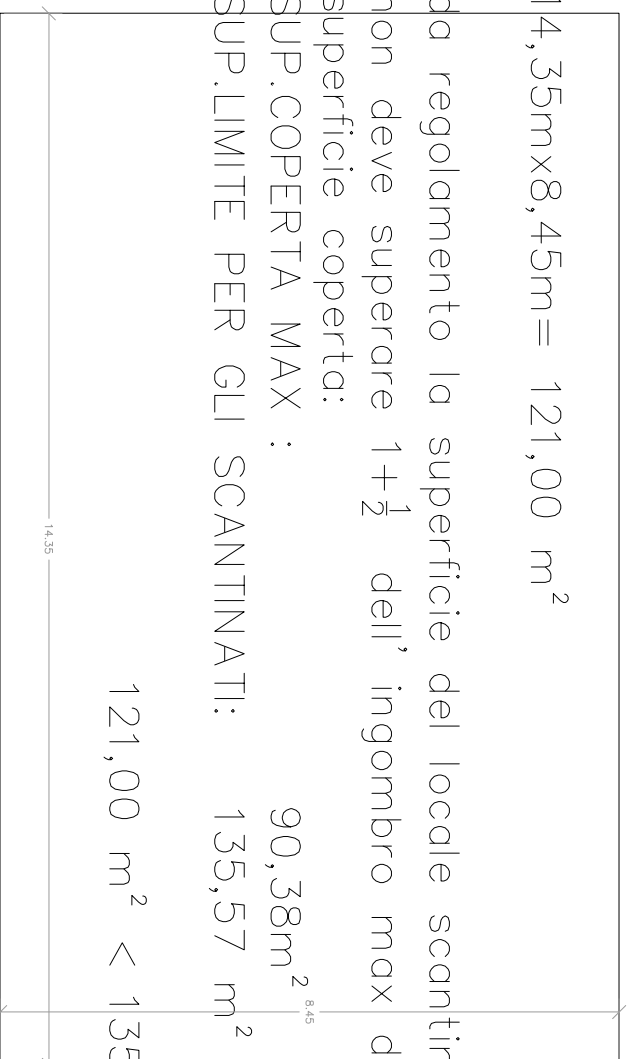 14,35mx8,45m= 121,00 m²
da regolamento la superficie del locale scantin
non deve superare 1+½ dell' ingombro max d
superficie coperta:
SUP.COPERTA MAX : 90,38m²
SUP.LIMITE PER GLI SCANTINATI: 135,57 m²
121,00 m² < 135
14.35
8.45